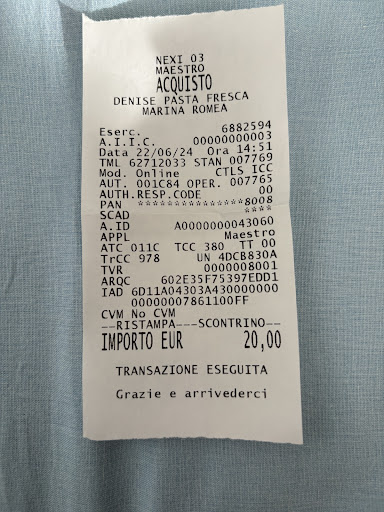 NEXI 03
MAESTRO
ACQUISTO
DENISE PASTA FRESCA
MARINA ROMEA
Eserc. 6882594
A.I.I.C. 00000000003
Data 22/06/24 Ora 14:51
TML 62712033 STAN 007769
Mod. Online CTLS ICC
AUT. 001C84 OPER. 007765
AUTH.RESP.CODE 00
PAN ***************8008
SCAD ****
A.ID A0000000043060
APPL Maestro
ATC 011C TCC 380 TT 00
TrCC 978 UN 4DCB830A
TVR 0000008001
ARQC 602E35F75397EDD1
IAD 6D11A04303A430000000
00000007861100FF
CVM No CVM
--RISTAMPA---SCONTRINO--
IMPORTO EUR 20,00
TRANSAZIONE ESEGUITA
Grazie e arrivederci